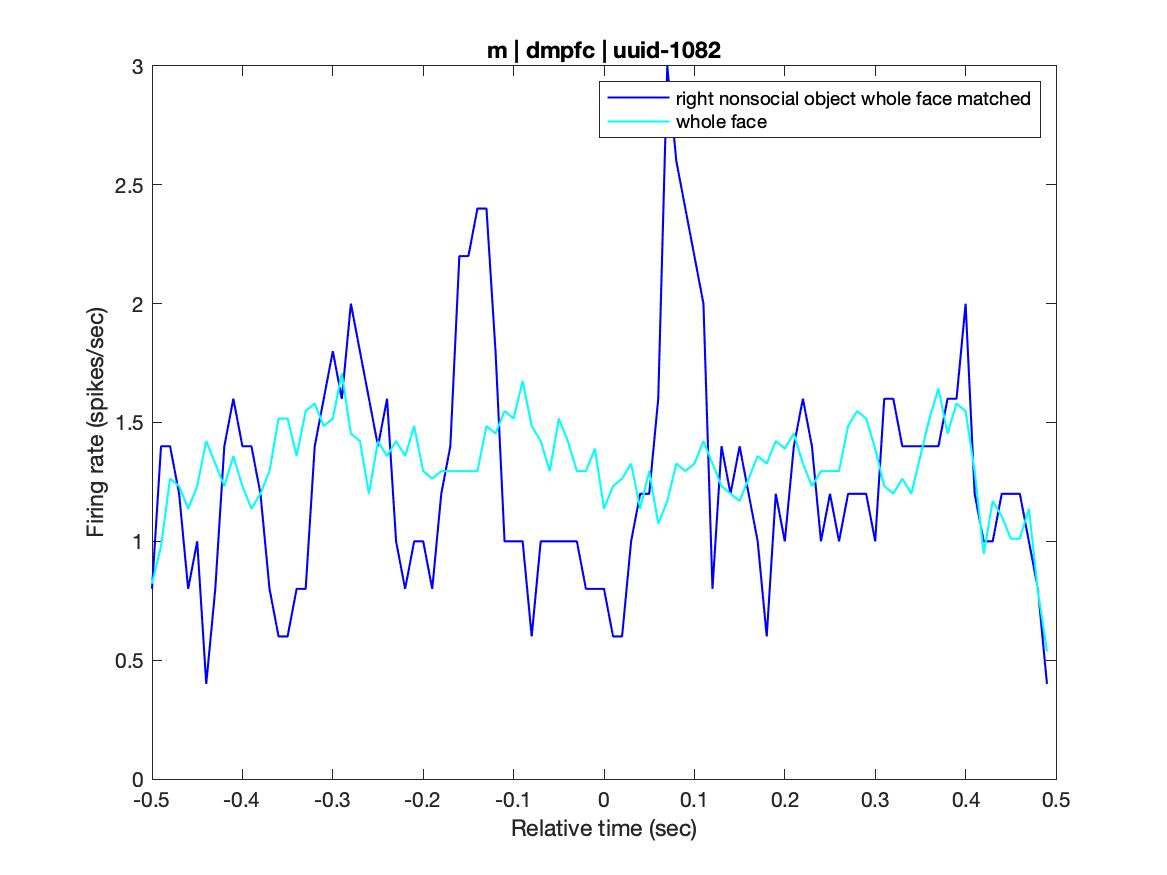 m | dmpfc | uuid-1082
right nonsocial object whole face matched
whole face
3
2.5
2
1.5
1
0.5
0
Firing rate (spikes/sec)
-0.5 -0.4 -0.3 -0.2 -0.1 0 0.1 0.2 0.3 0.4 0.5
Relative time (sec)